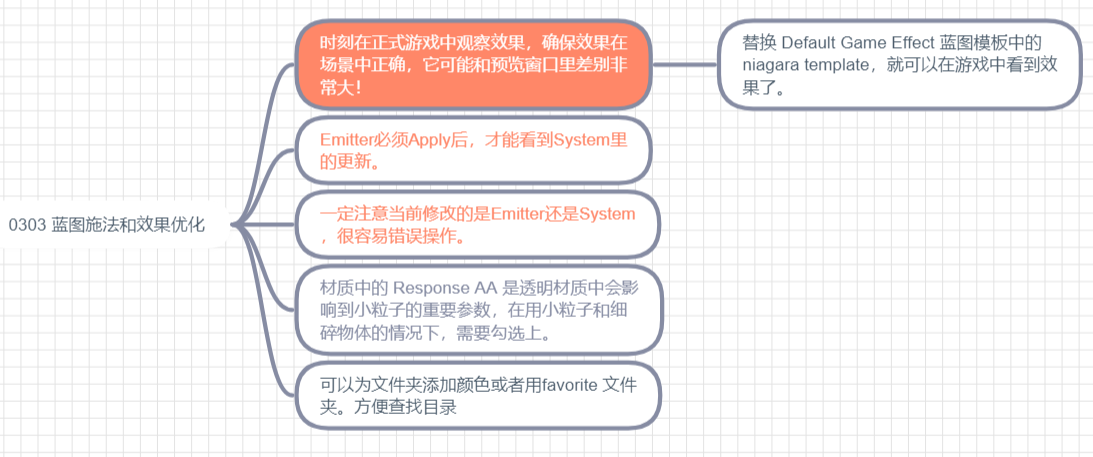 0303 蓝图施法和效果优化
时刻在正式游戏中观察效果，确保效果在
场景中正确，它可能和预览窗口里差别非
常大！
替换 Default Game Effect 蓝图模板中的
niagara template，就可以在游戏中看到效
果了。
Emitter必须Apply后，才能看到System里
的更新。
一定注意当前修改的是Emitter还是System
，很容易错误操作。
材质中的 Response AA 是透明材质中会影
响到小粒子的重要参数，在用小粒子和细
碎物体的情况下，需要勾选上。
可以为文件夹添加颜色或者用favorite 文件
夹。方便查找目录